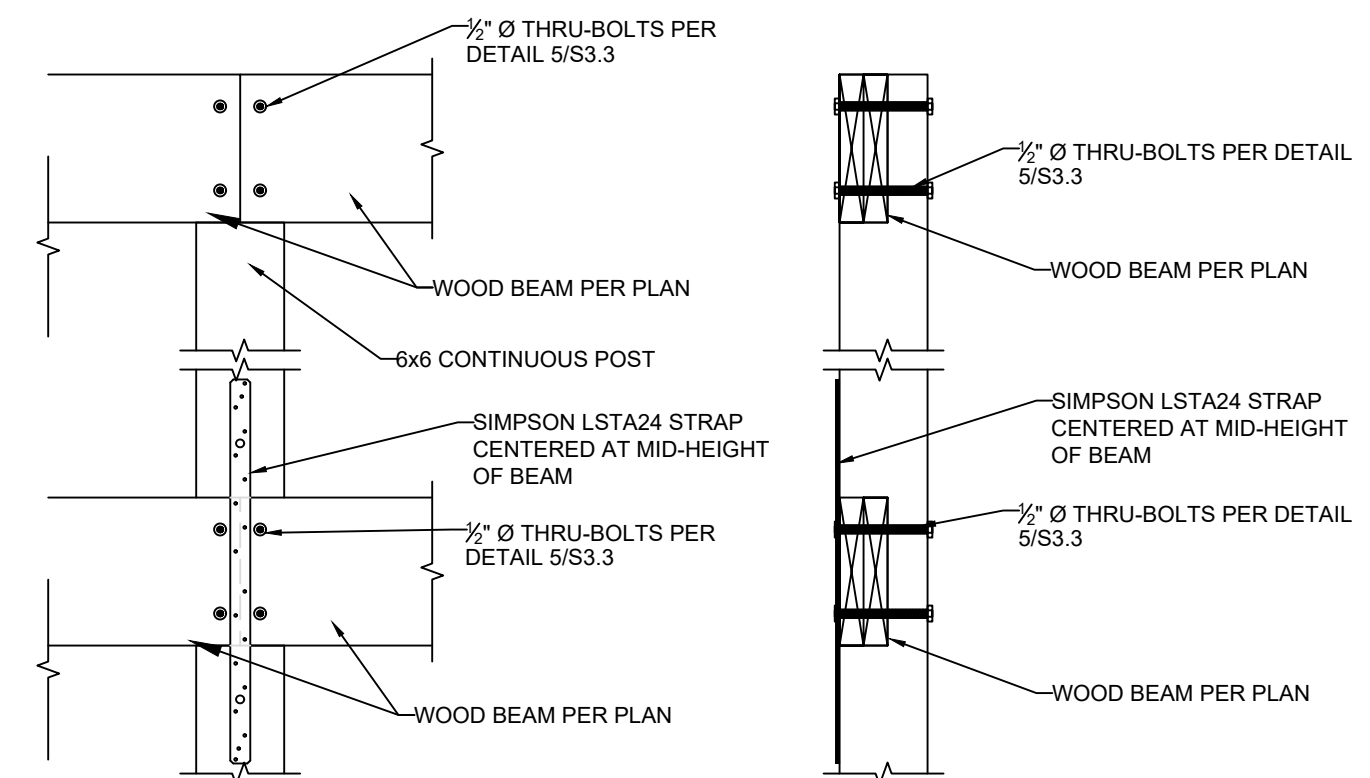 ½" Ø THRU-BOLTS PER
DETAIL 5/S3.3
WOOD BEAM PER PLAN
6x6 CONTINUOUS POST
SIMPSON LSTA24 STRAP
CENTERED AT MID-HEIGHT
OF BEAM
½" Ø THRU-BOLTS PER
DETAIL 5/S3.3
WOOD BEAM PER PLAN
½" Ø THRU-BOLTS PER DETAIL
5/S3.3
WOOD BEAM PER PLAN
SIMPSON LSTA24 STRAP
CENTERED AT MID-HEIGHT
OF BEAM
½" Ø THRU-BOLTS PER DETAIL
5/S3.3
WOOD BEAM PER PLAN